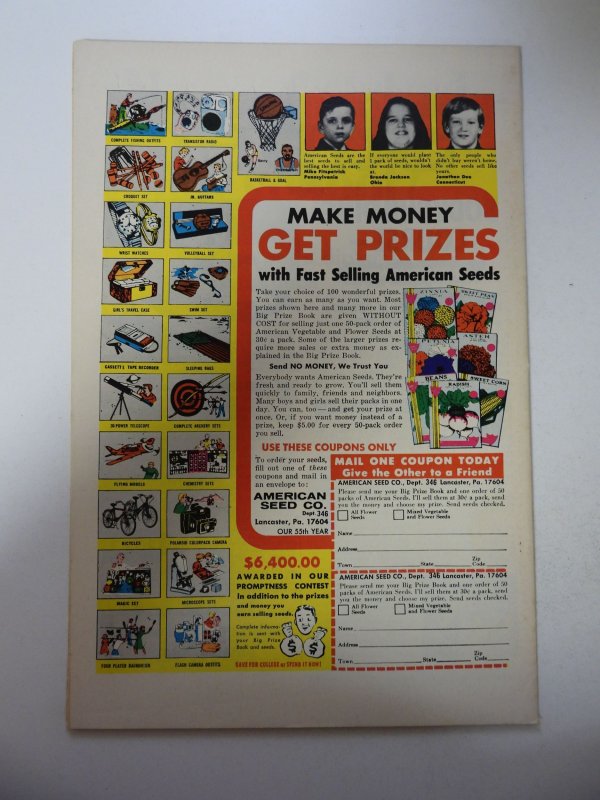 COMPLETE FISHING OUTFITS
TRANSISTOR RADIO
BASKETBALL & GOAL
CROQUET SET
JR. GUITARS
WRIST WATCHES
VOLLEYBALL SET
GIRL'S TRAVEL CASE
SWIM SET
CASSETTE TAPE RECORDER
SLEEPING BAGS
30-POWER TELESCOPE
COMPLETE ARCHERY SETS
FLYING MODELS
CHEMISTRY SETS
BICYCLES
POLAROID COLORPACK CAMERA
MAGIC SET
MICROSCOPE SETS
FOUR PLAYER BADMINTON
FLASH CAMERA OUTFITS
American Seeds are the
best seeds to sell and
selling the best is easy.
Mike Fitzpatrick
Pennsylvania
If everyone would plant
1 pack of seeds, wouldn't
the world be nice to look
at.
Brenda Jackson
Ohio
The only people who
didn't buy weren't home.
No other seeds sell like
yours.
Jonathan Dee
Connecticut
MAKE MONEY
GET PRIZES
with Fast Selling American Seeds
Take your choice of 100 wonderful prizes.
You can earn as many as you want. Most
prizes shown here and many more in our
Big Prize Book are given WITHOUT
COST for selling just one 50-pack order of
American Vegetable and Flower Seeds at
30¢ a pack. Some of the larger prizes re-
quire more sales or extra money as ex-
plained in the Big Prize Book.
Send NO MONEY, We Trust You
Everybody wants American Seeds. They're
fresh and ready to grow. You'll sell them
quickly to family, friends and neighbors.
Many boys and girls sell their packs in one
day. You can, too — and get your prize at
once. Or, if you want money instead of a
prize, keep $5.00 for every 50-pack order
you sell.
ZINNIA
SWEET PEAS
PETUNIA
ASTER
BEANS
RADISH
SWEET CORN
USE THESE COUPONS ONLY
To order your seeds,
fill out one of these
coupons and mail in
an envelope to:
AMERICAN
SEED CO.
Dept. 346
Lancaster, Pa. 17604
OUR 55th YEAR
$6,400.00
AWARDED IN OUR
PROMPTNESS CONTEST
in addition to the prizes
and money you
earn selling seeds.
Complete informa-
tion is sent with
your Big Prize
Book and seeds.
SAVE FOR COLLEGE or SPEND IT NOW!
MAIL ONE COUPON TODAY
Give the Other to a Friend
AMERICAN SEED CO., Dept. 346 Lancaster, Pa. 17604
Please send me your Big Prize Book and one order of 50
packs of American Seeds. I'll sell them at 30¢ a pack, send
you the money and choose my prize. Send seeds checked.
All Flower
Seeds
Mixed Vegetable
and Flower Seeds
Name
Address
Town State Zip Code
AMERICAN SEED CO., Dept. 346 Lancaster, Pa. 17604
Please send me your Big Prize Book and one order of 50
packs of American Seeds. I'll sell them at 30¢ a pack, send
you the money and choose my prize. Send seeds checked.
All Flower
Seeds
Mixed Vegetable
and Flower Seeds
Name
Address
Town State Zip Code